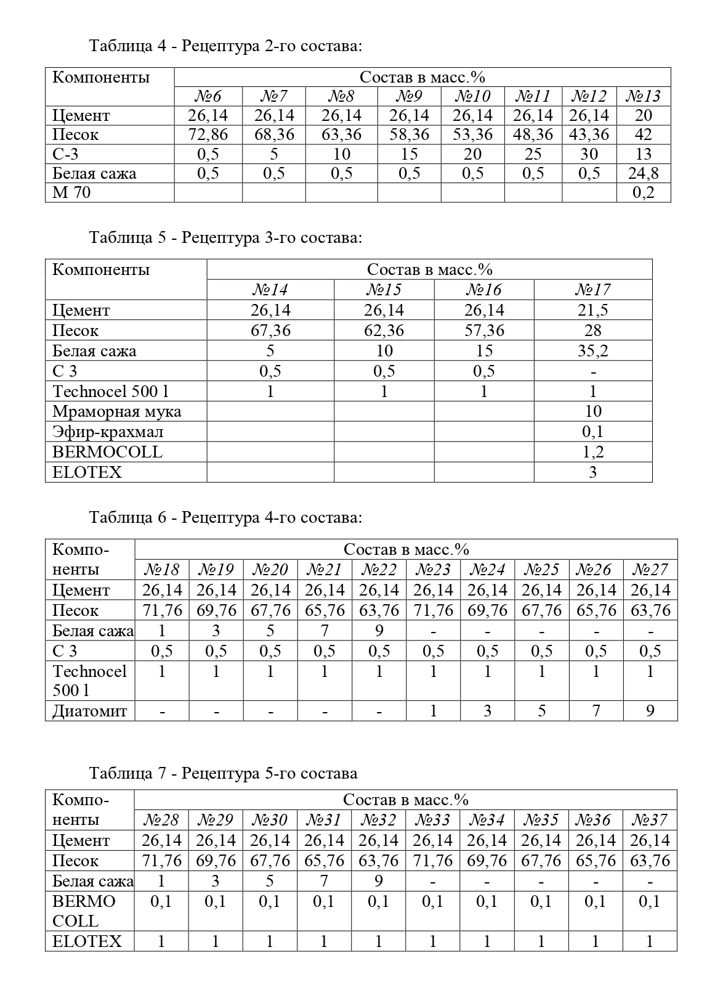 Таблица 4 - Рецептура 2-го состава:
Компоненты Состав в масс.%
№6 №7 №8 №9 №10 №11 №12 №13
Цемент 26,14 26,14 26,14 26,14 26,14 26,14 26,14 20
Песок 72,86 68,36 63,36 58,36 53,36 48,36 43,36 42
С-3 0,5 5 10 15 20 25 30 13
Белая сажа 0,5 0,5 0,5 0,5 0,5 0,5 0,5 24,8
М 70 0,2
Таблица 5 - Рецептура 3-го состава:
Компоненты Состав в масс.%
№14 №15 №16 №17
Цемент 26,14 26,14 26,14 21,5
Песок 67,36 62,36 57,36 28
Белая сажа 5 10 15 35,2
С 3 0,5 0,5 0,5 -
Technocel 500 l 1 1 1 1
Мраморная мука 10
Эфир-крахмал 0,1
BERMOCOLL 1,2
ELOTEX 3
Таблица 6 - Рецептура 4-го состава:
Компо- Состав в масс.%
ненты №18 №19 №20 №21 №22 №23 №24 №25 №26 №27
Цемент 26,14 26,14 26,14 26,14 26,14 26,14 26,14 26,14 26,14 26,14
Песок 71,76 69,76 67,76 65,76 63,76 71,76 69,76 67,76 65,76 63,76
Белая сажа 1 3 5 7 9 - - - - -
С 3 0,5 0,5 0,5 0,5 0,5 0,5 0,5 0,5 0,5 0,5
Technocel 1 1 1 1 1 1 1 1 1 1
500 l
Диатомит - - - - - 1 3 5 7 9
Таблица 7 - Рецептура 5-го состава
Компо- Состав в масс.%
ненты №28 №29 №30 №31 №32 №33 №34 №35 №36 №37
Цемент 26,14 26,14 26,14 26,14 26,14 26,14 26,14 26,14 26,14 26,14
Песок 71,76 69,76 67,76 65,76 63,76 71,76 69,76 67,76 65,76 63,76
Белая сажа 1 3 5 7 9 - - - - -
BERMO 0,1 0,1 0,1 0,1 0,1 0,1 0,1 0,1 0,1 0,1
COLL
ELOTEX 1 1 1 1 1 1 1 1 1 1